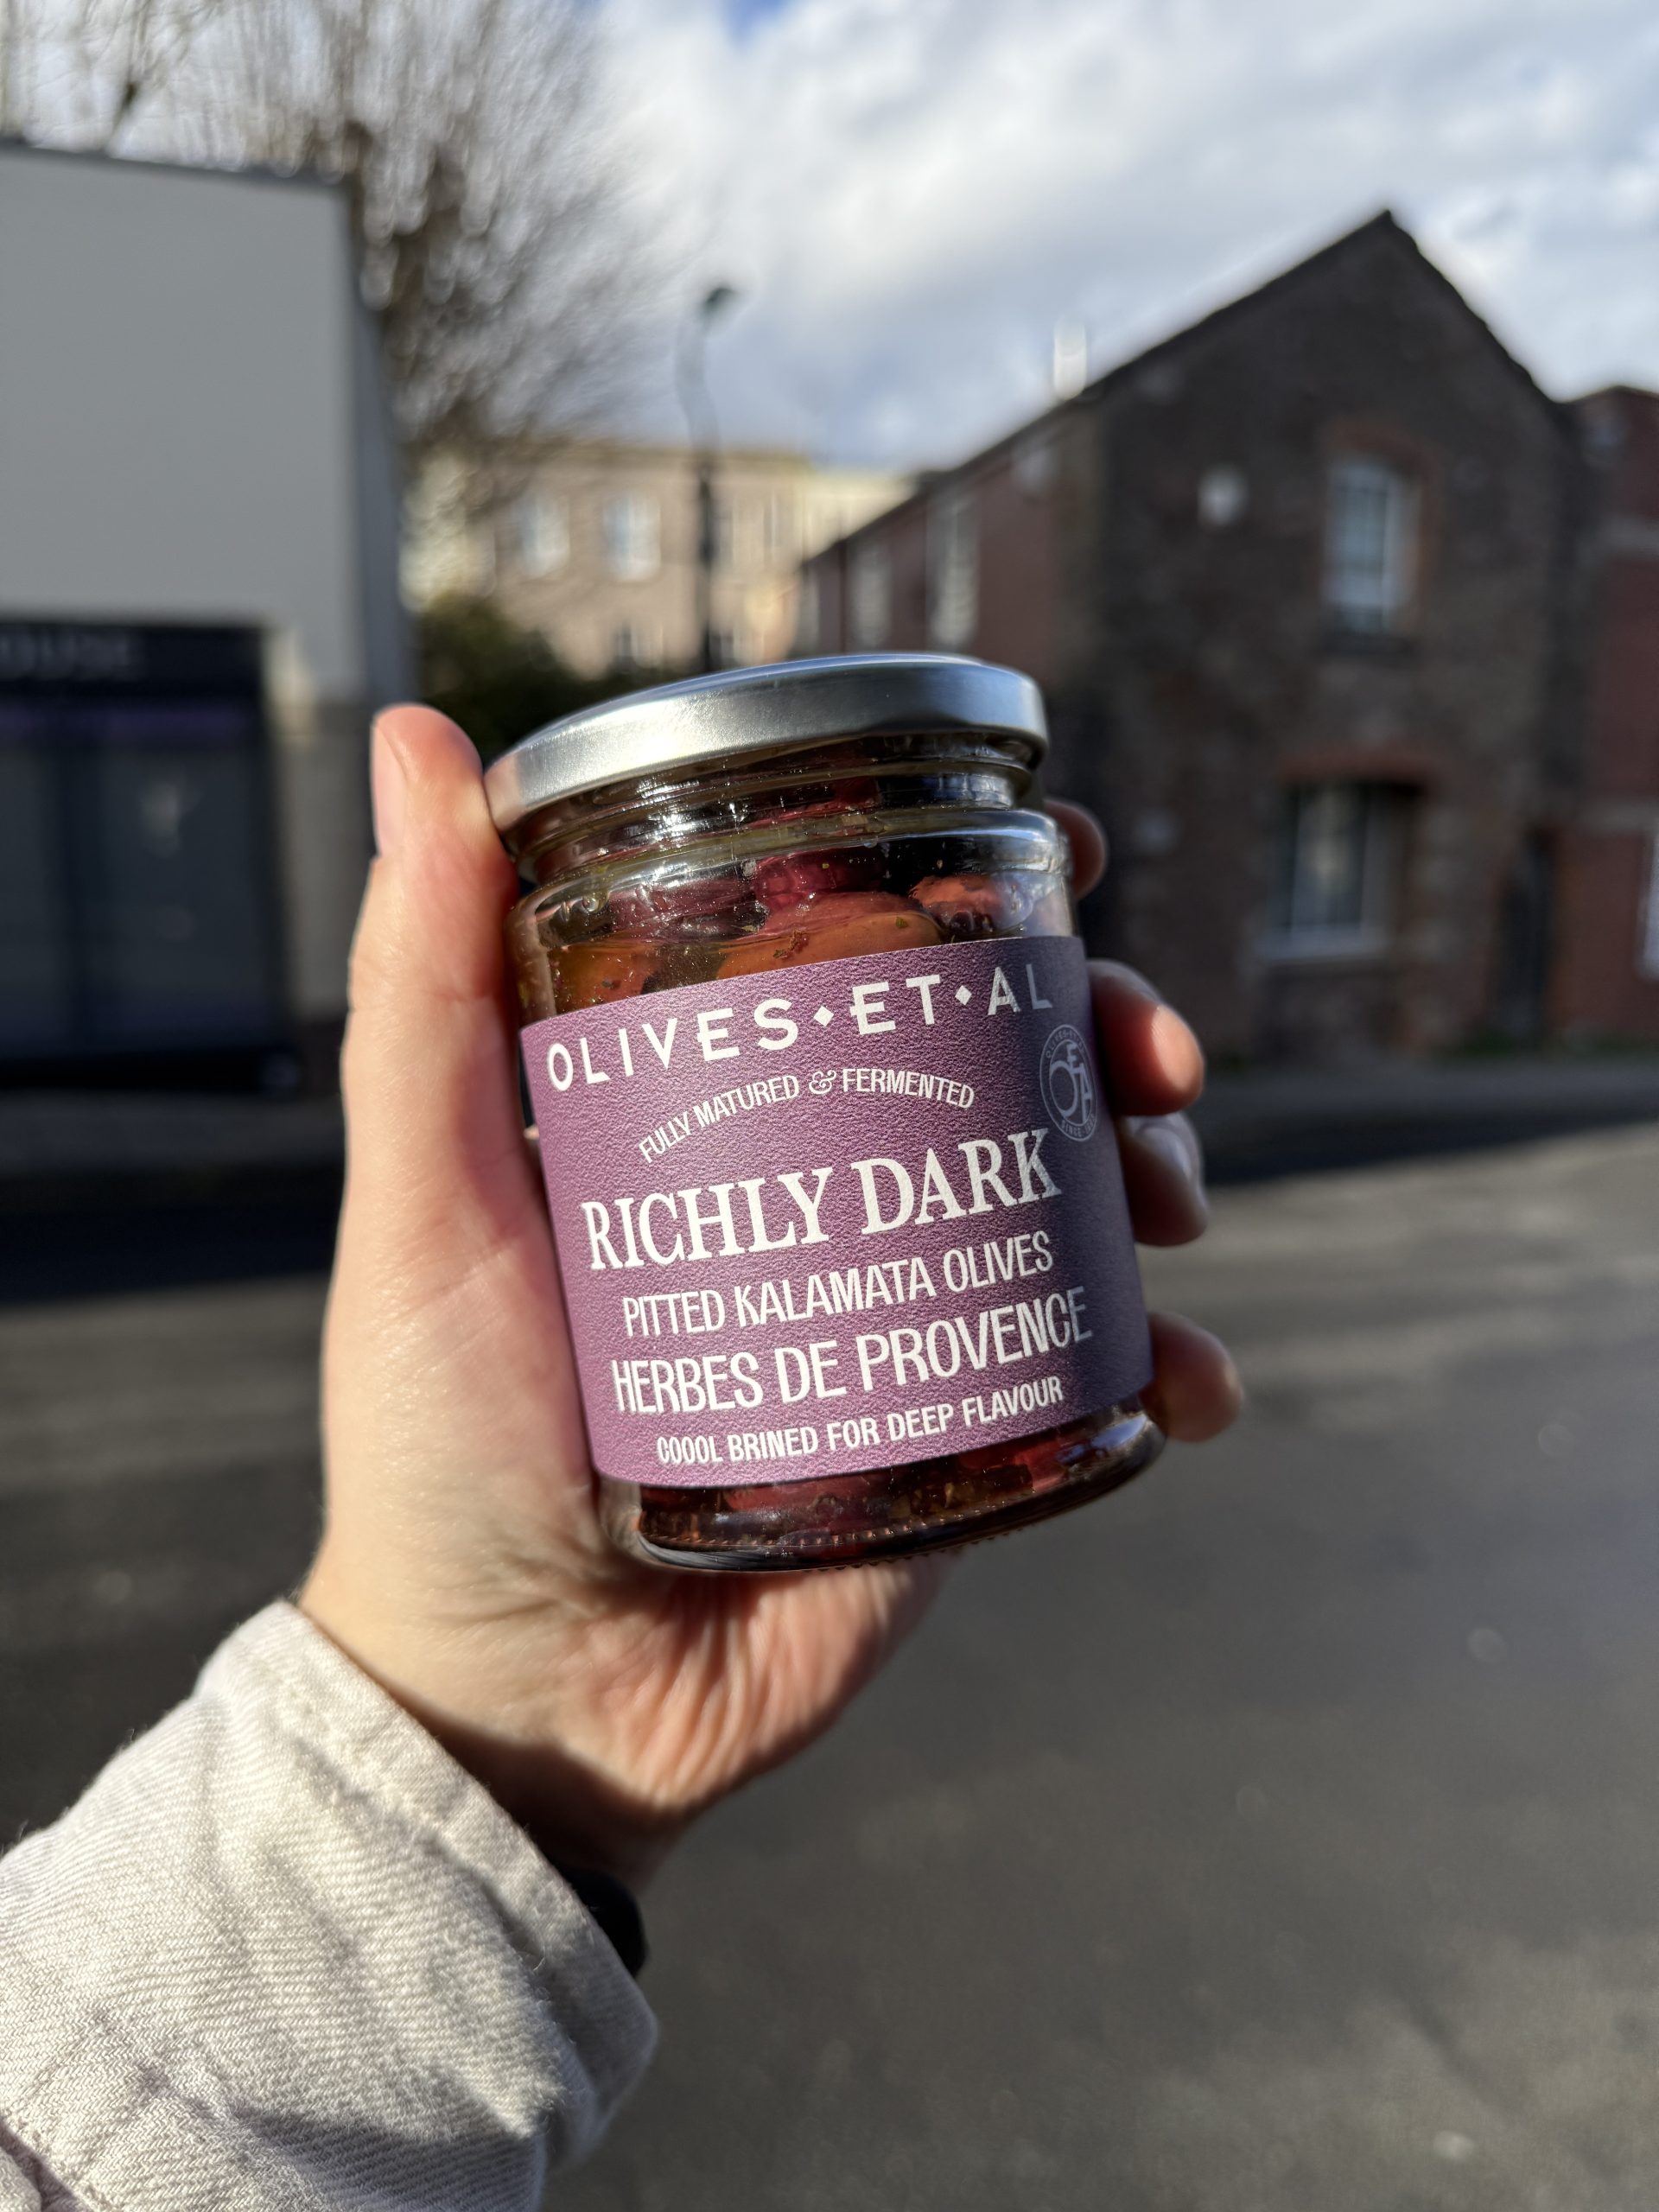 OLIVES·ET·AL
FULLY MATURED & FERMENTED
RICHLY DARK
PITTED KALAMATA OLIVES
HERBES DE PROVENCE
COOOL BRINED FOR DEEP FLAVOUR